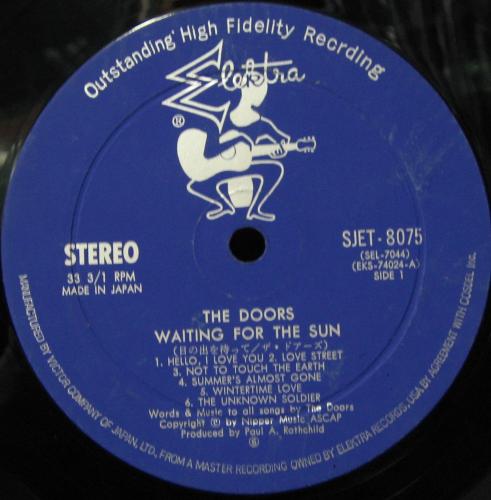 Outstanding High Fidelity Recrding
Elektra
®
STEREO
33 3/1 RPM
MADE IN JAPAN
SJET-8075
(SEL-7044)
(EKS-74024-A)
SIDE 1
THE DOORS
WAITING FOR THE SUN
(日の出を待って/ザ・ドアーズ)
1. HELLO, I LOVE YOU 2. LOVE STREET
3. NOT TO TOUCH THE EARTH
4. SUMMER'S ALMOST GONE
5. WINTERTIME LOVE
6. THE UNKNOWN SOLDIER
Words & Music to all songs by The Doors
Copyright © by Nipper Music ASCAP
Produced by Paul A. Rothchild
MANUFACTURED BY VICTOR COMPANY OF JAPAN, LTD, FROM A MASTER RECORDING OWNED BY ELEKTRA RECORDS, USA BY AGREEMENT WITH COSDEL Inc.